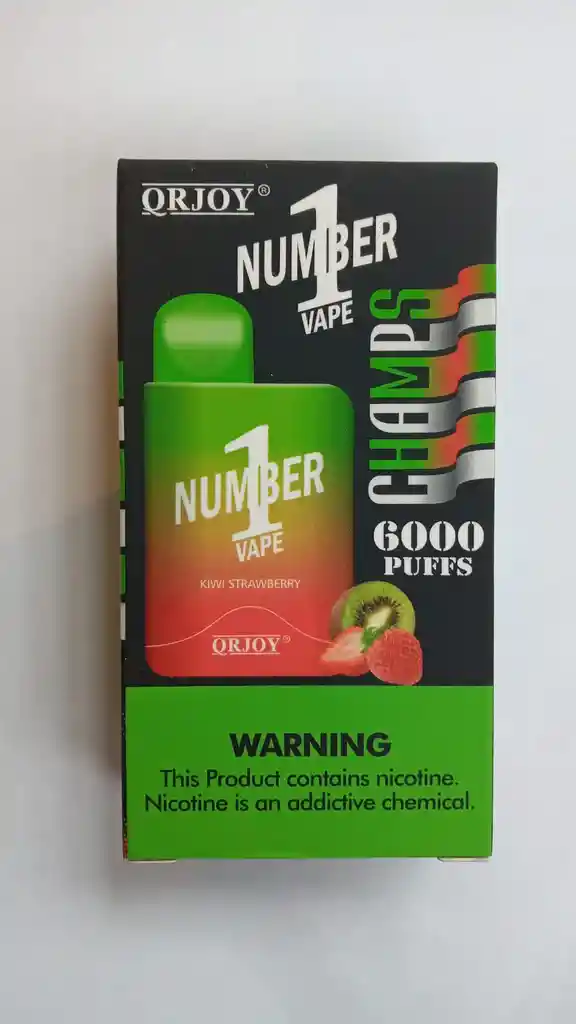 QRJOY®
NUMBER
1
VAPE
CHAMPS
NUMBER
1
VAPE
KIWI STRAWBERRY
QRJOY®
6000
PUFFS
WARNING
This Product contains nicotine.
Nicotine is an addictive chemical.